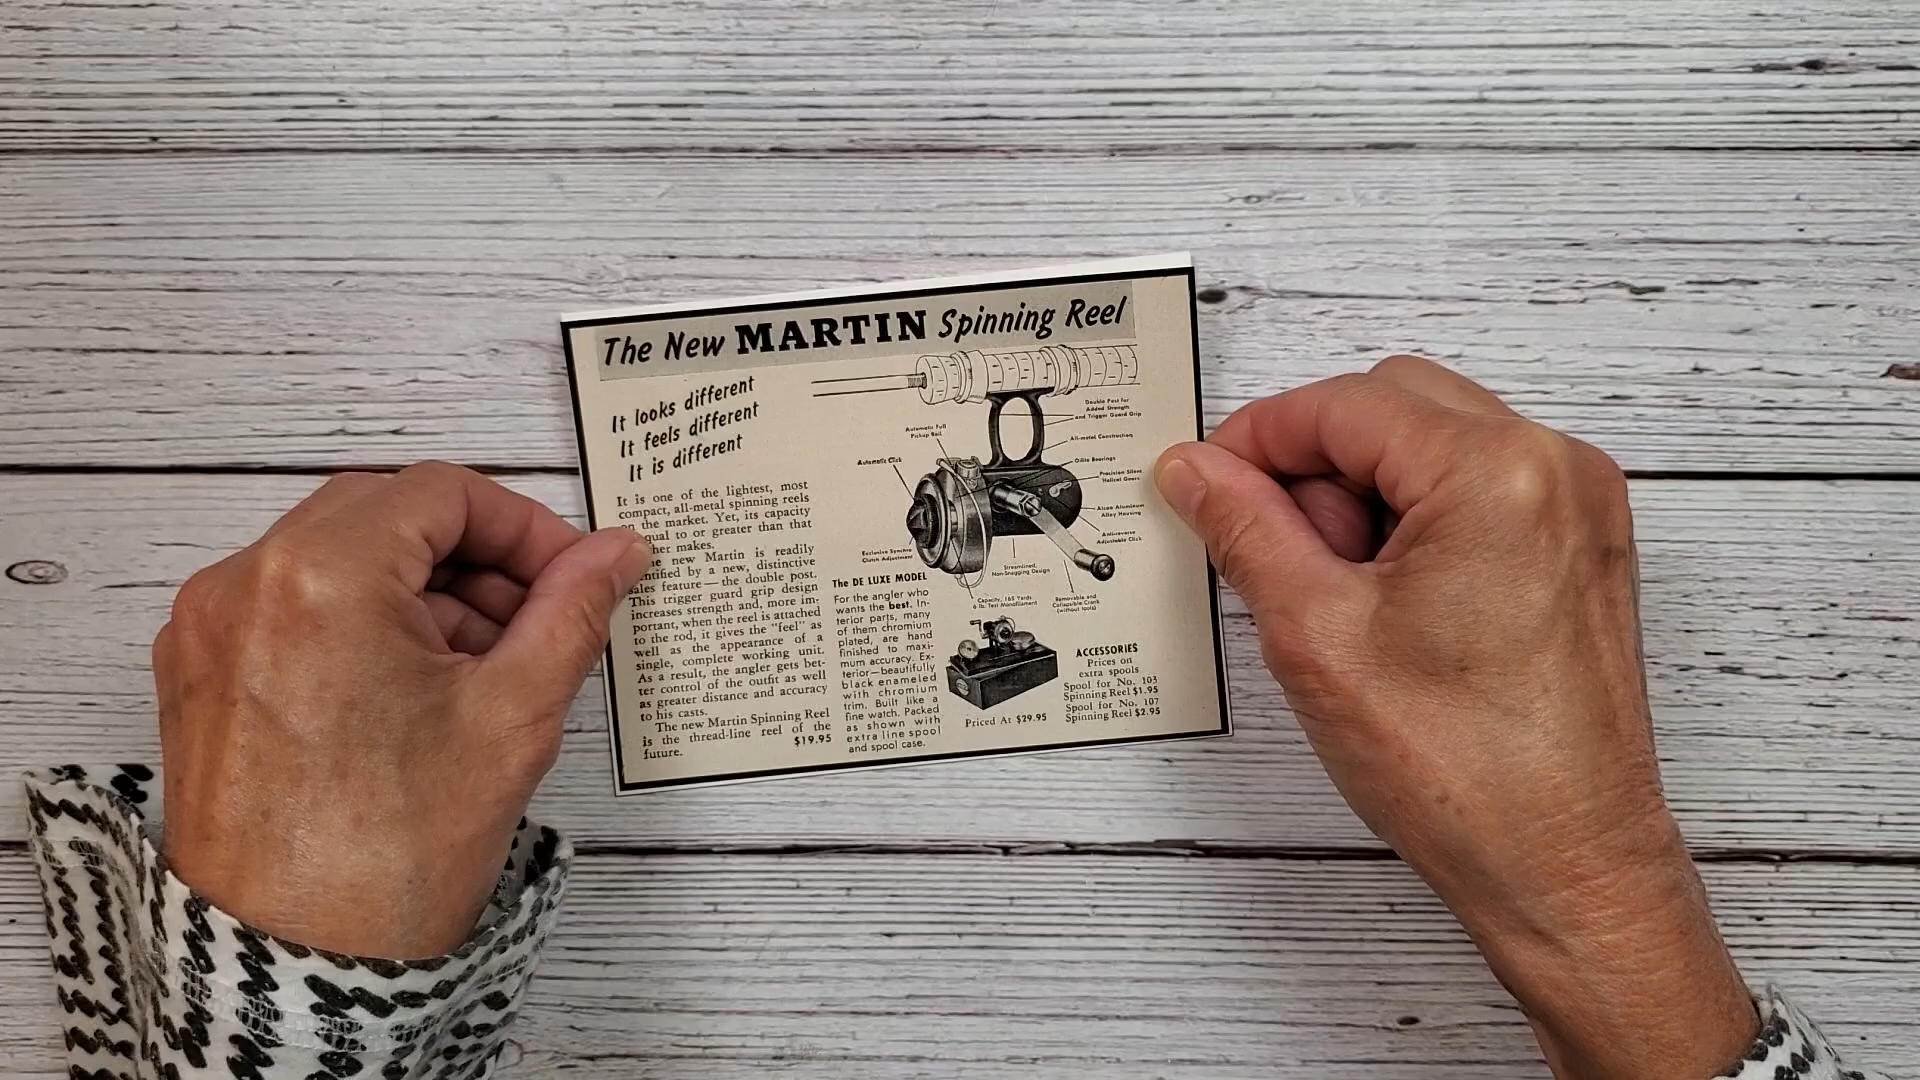 The New MARTIN Spinning Reel
It looks different
It feels different
It is different
It is one of the lightest, most
compact, all-metal spinning reels
on the market. Yet, its capacity
qual to or greater than that
her makes.
new Martin is readily
ntified by a new, distinctive
sales feature — the double post.
This trigger guard grip design
increases strength and, more im-
portant, when the reel is attached
to the rod, it gives the "feel" as
well as the appearance of a
single, complete working unit.
As a result, the angler gets bet-
ter control of the outfit as well
as greater distance and accuracy
to his casts.
The new Martin Spinning Reel
is the thread-line reel of the
future. $19.95
Automatic Full
Pickup Bail
Automatic Click
Exclusive Synchro
Clutch Adjustment
Double Post for
Added Strength
and Trigger Guard Grip
All-metal Construction
Oilite Bearings
Precision Silent
Helical Gears
Alcoa Aluminum
Alloy Housing
Anti-reverse
Adjustable Click
Streamlined,
Non-Snagging Design
Capacity, 165 Yards
6 lb. Test Monofilament
Removable and
Collapsible Crank
(without tools)
The DE LUXE MODEL
For the angler who
wants the best. In-
terior parts, many
of them chromium
plated, are hand
finished to maxi-
mum accuracy. Ex-
terior—beautifully
black enameled
with chromium
trim. Built like a
fine watch. Packed
as shown with
extra line spool
and spool case.
Priced At $29.95
ACCESSORIES
Prices on
extra spools
Spool for No. 103
Spinning Reel $1.95
Spool for No. 107
Spinning Reel $2.95